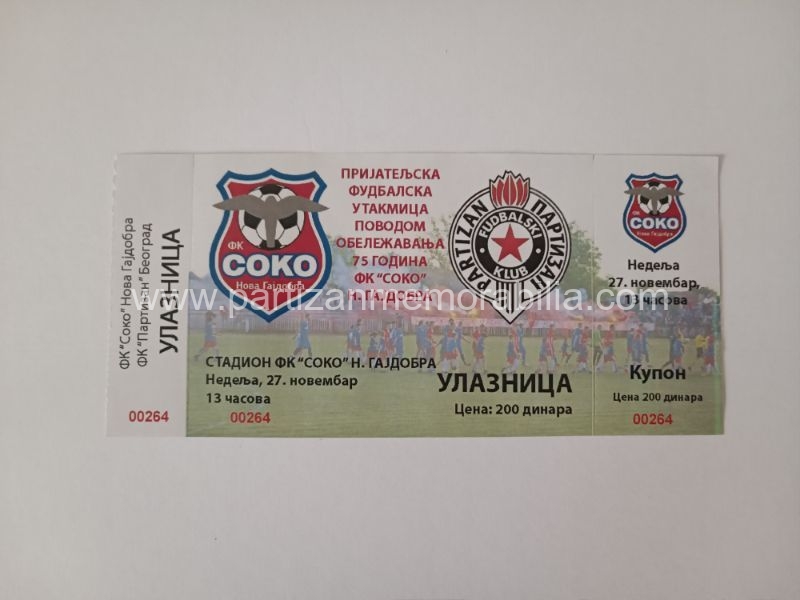 ФК "Соко" Нова Гајдобра
ФК "Партизан" Београд
УЛАЗНИЦА
00264
ФК
СОКО
Нова Гајдобра
ПРИЈАТЕЉСКА
ФУДБАЛСКА
УТАКМИЦА
ПОВОДОМ
ОБЕЛЕЖАВАЊА
75 ГОДИНА
ФК "СОКО"
Н. ГАЈДОБРА
PARTIZAN ПАРТИЗАН
FUDBALSKI
KLUB
СТАДИОН ФК "СОКО" Н. ГАЈДОБРА
Недеља, 27. новембар
13 часова
00264
УЛАЗНИЦА
Цена: 200 динара
ФК
СОКО
Нова Гајдобра
Недеља
27. новембар,
13 часова
Купон
Цена 200 динара
00264
www.partizanmemorabilia.com